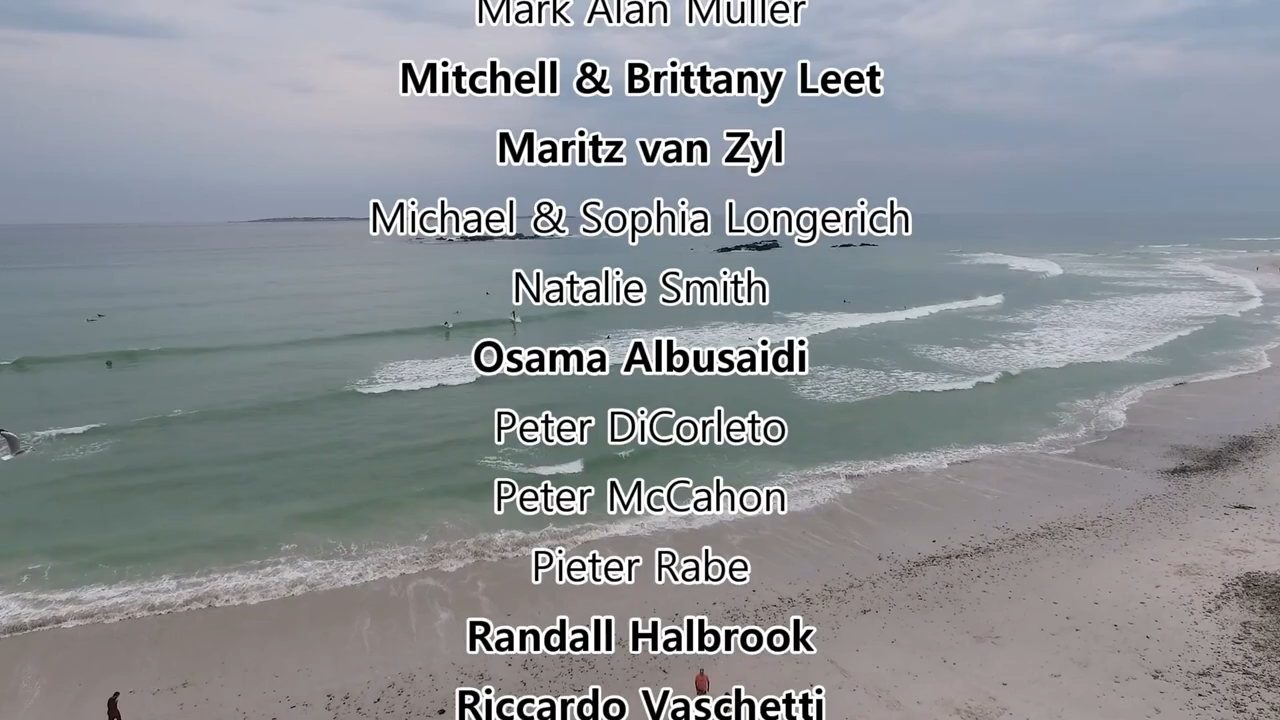 Mark Alan Muller
Mitchell & Brittany Leet
Maritz van Zyl
Michael & Sophia Longerich
Natalie Smith
Osama Albusaidi
Peter DiCorleto
Peter McCahon
Pieter Rabe
Randall Halbrook
Riccardo Vaschetti